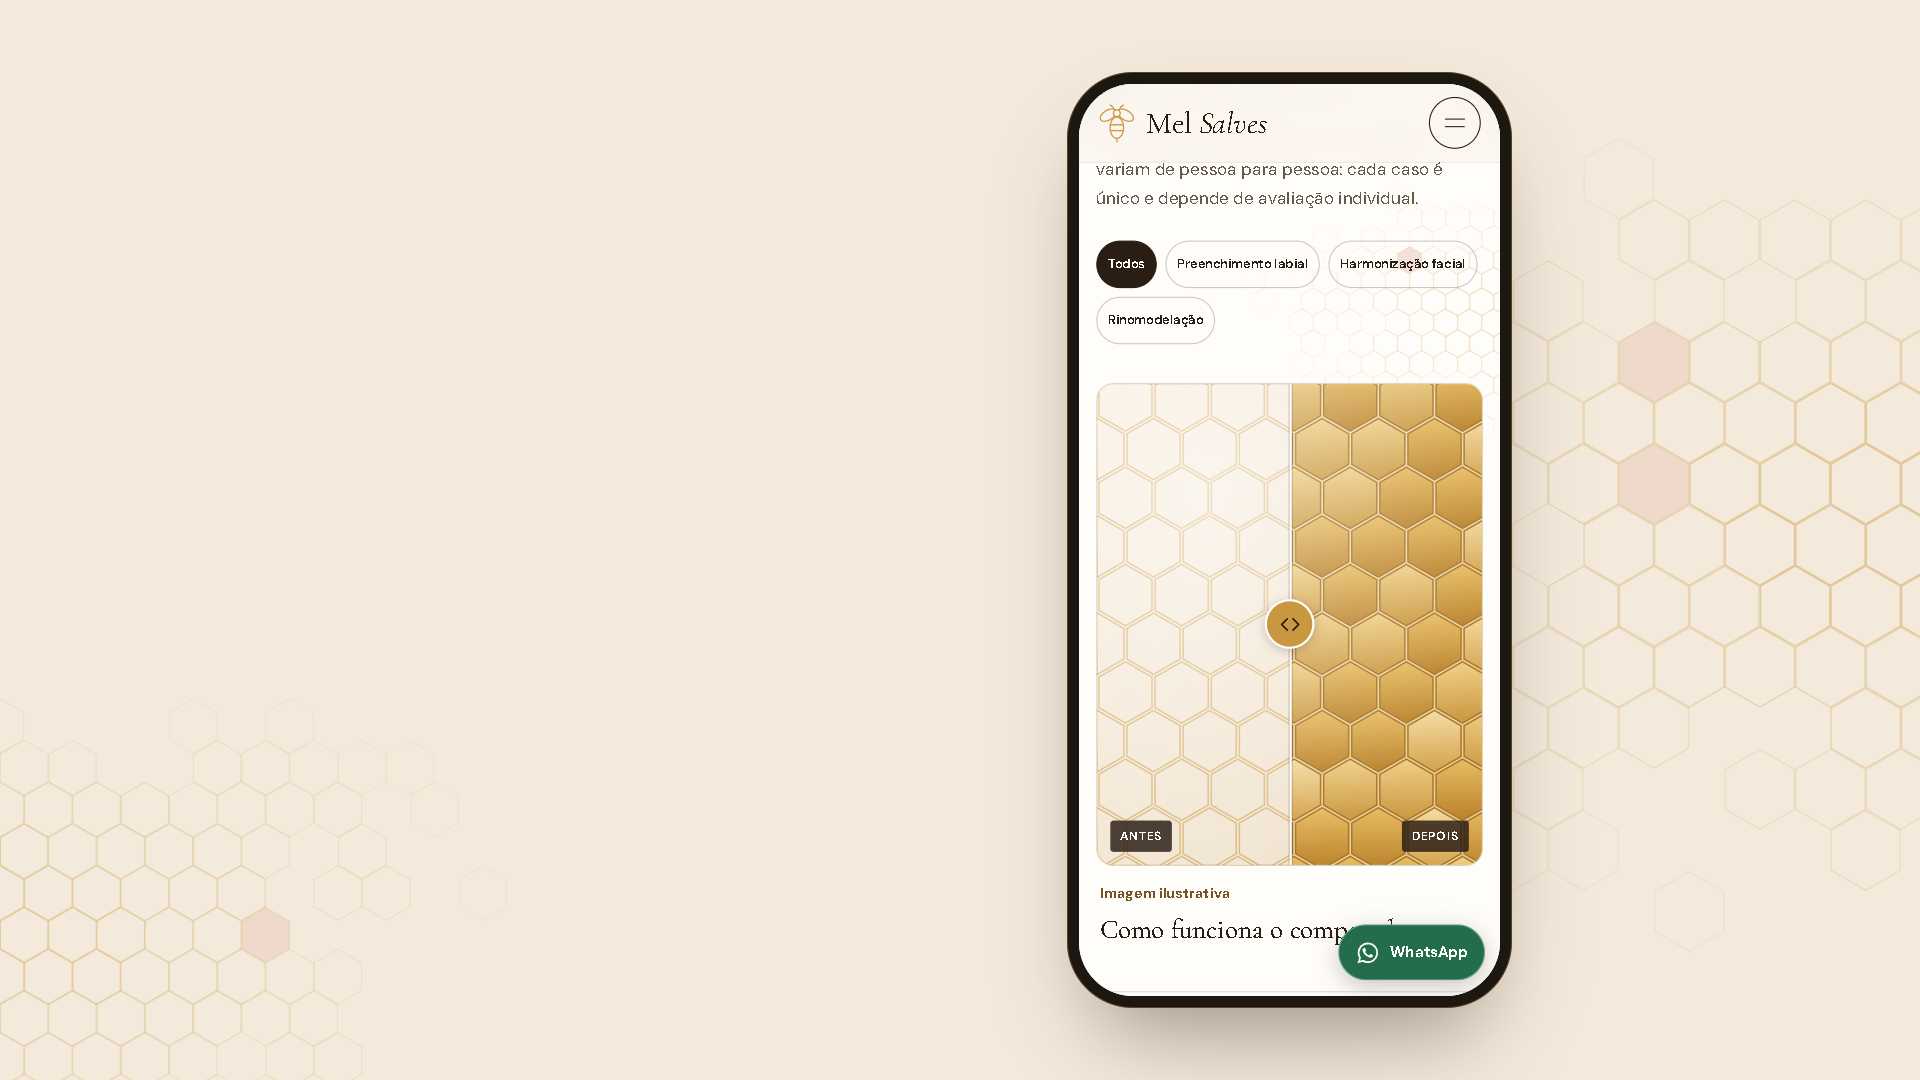 Mel Salves
variam de pessoa para pessoa: cada caso é
único e depende de avaliação individual.
Todos
Preenchimento labial
Harmonização facial
Rinomodelação
ANTES
DEPOIS
Imagem ilustrativa
Como funciona o
WhatsApp